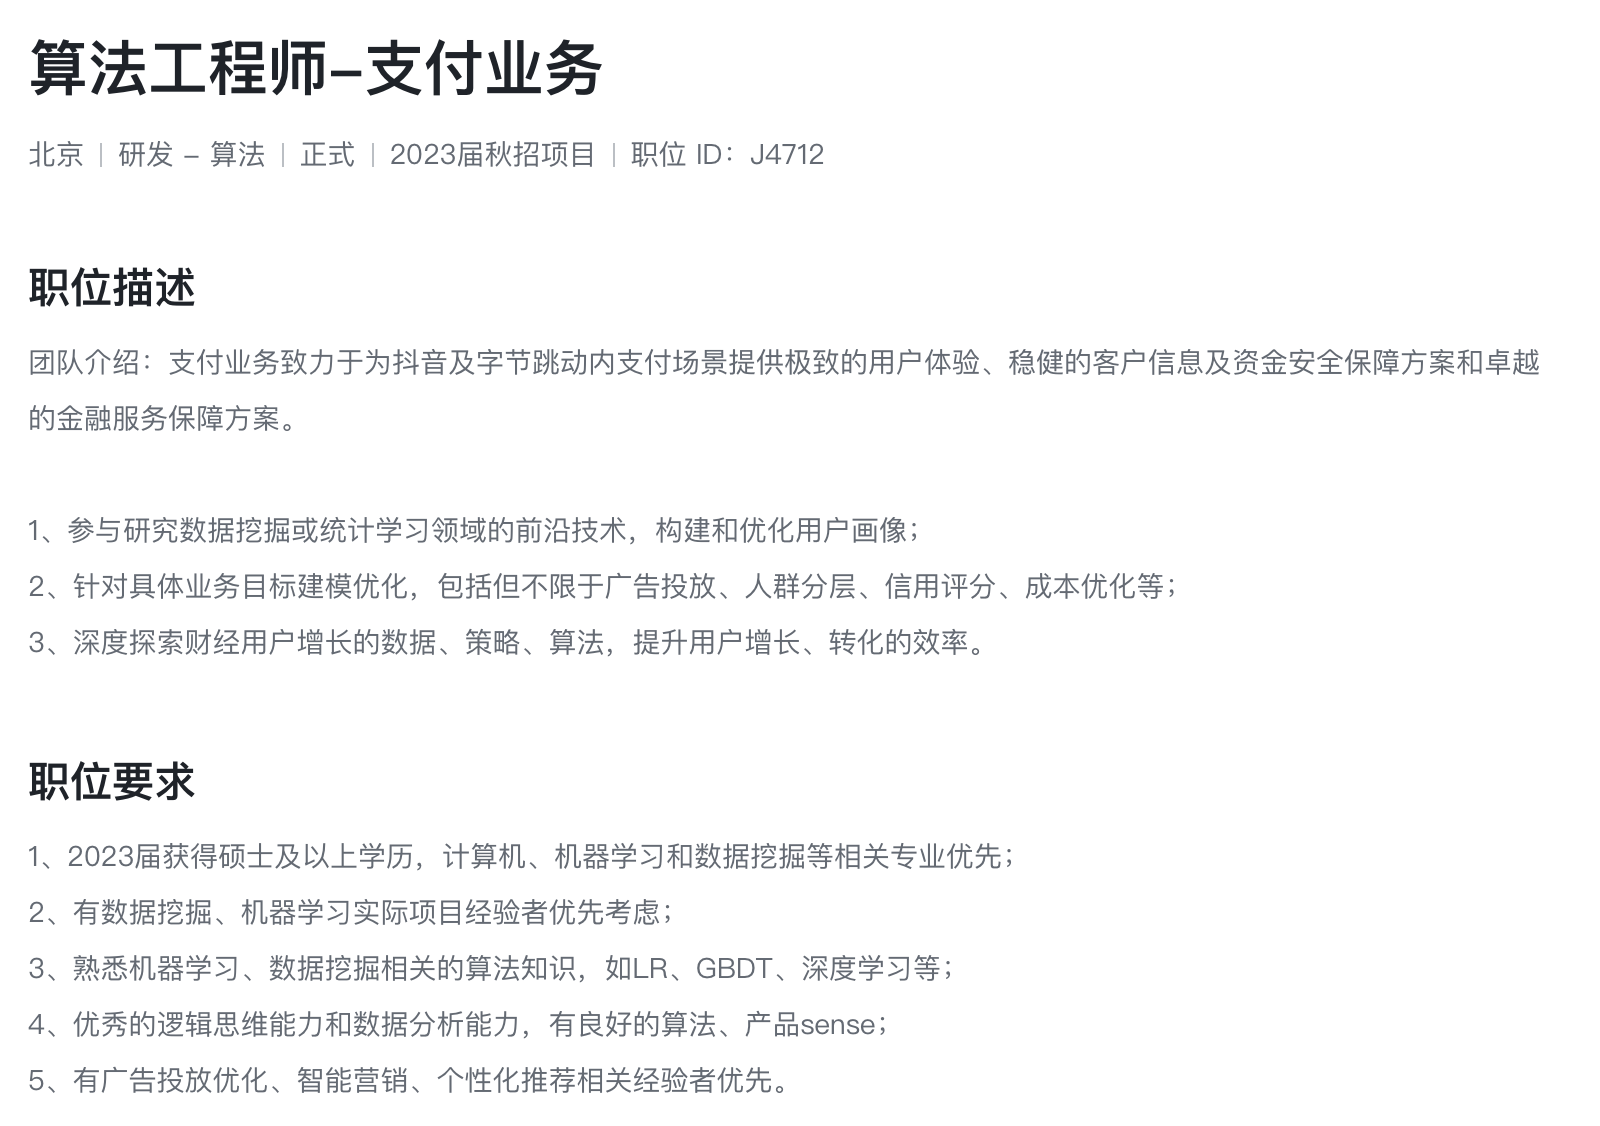 算法工程师–支付业务
北京 | 研发 – 算法 | 正式 | 2023届秋招项目 | 职位 ID：J4712
职位描述
团队介绍：支付业务致力于为抖音及字节跳动内支付场景提供极致的用户体验、稳健的客户信息及资金安全保障方案和卓越
的金融服务保障方案。
1、参与研究数据挖掘或统计学习领域的前沿技术，构建和优化用户画像；
2、针对具体业务目标建模优化，包括但不限于广告投放、人群分层、信用评分、成本优化等；
3、深度探索财经用户增长的数据、策略、算法，提升用户增长、转化的效率。
职位要求
1、2023届获得硕士及以上学历，计算机、机器学习和数据挖掘等相关专业优先；
2、有数据挖掘、机器学习实际项目经验者优先考虑；
3、熟悉机器学习、数据挖掘相关的算法知识，如LR、GBDT、深度学习等；
4、优秀的逻辑思维能力和数据分析能力，有良好的算法、产品sense；
5、有广告投放优化、智能营销、个性化推荐相关经验者优先。